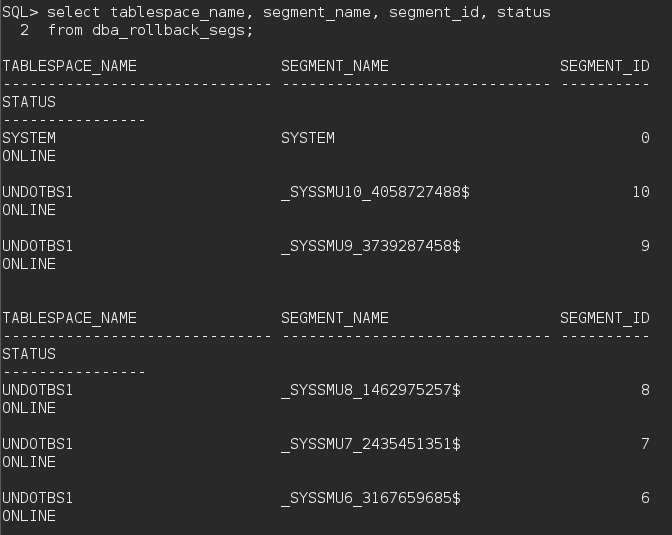 SQL> select tablespace_name, segment_name, segment_id, status
  2  from dba_rollback_segs;

TABLESPACE_NAME                SEGMENT_NAME                   SEGMENT_ID
------------------------------ ------------------------------ ----------
STATUS
----------------
SYSTEM                         SYSTEM                                  0
ONLINE

UNDOTBS1                       _SYSSMU10_4058727488$                  10
ONLINE

UNDOTBS1                       _SYSSMU9_3739287458$                    9
ONLINE


TABLESPACE_NAME                SEGMENT_NAME                   SEGMENT_ID
------------------------------ ------------------------------ ----------
STATUS
----------------
UNDOTBS1                       _SYSSMU8_1462975257$                    8
ONLINE

UNDOTBS1                       _SYSSMU7_2435451351$                    7
ONLINE

UNDOTBS1                       _SYSSMU6_3167659685$                    6
ONLINE